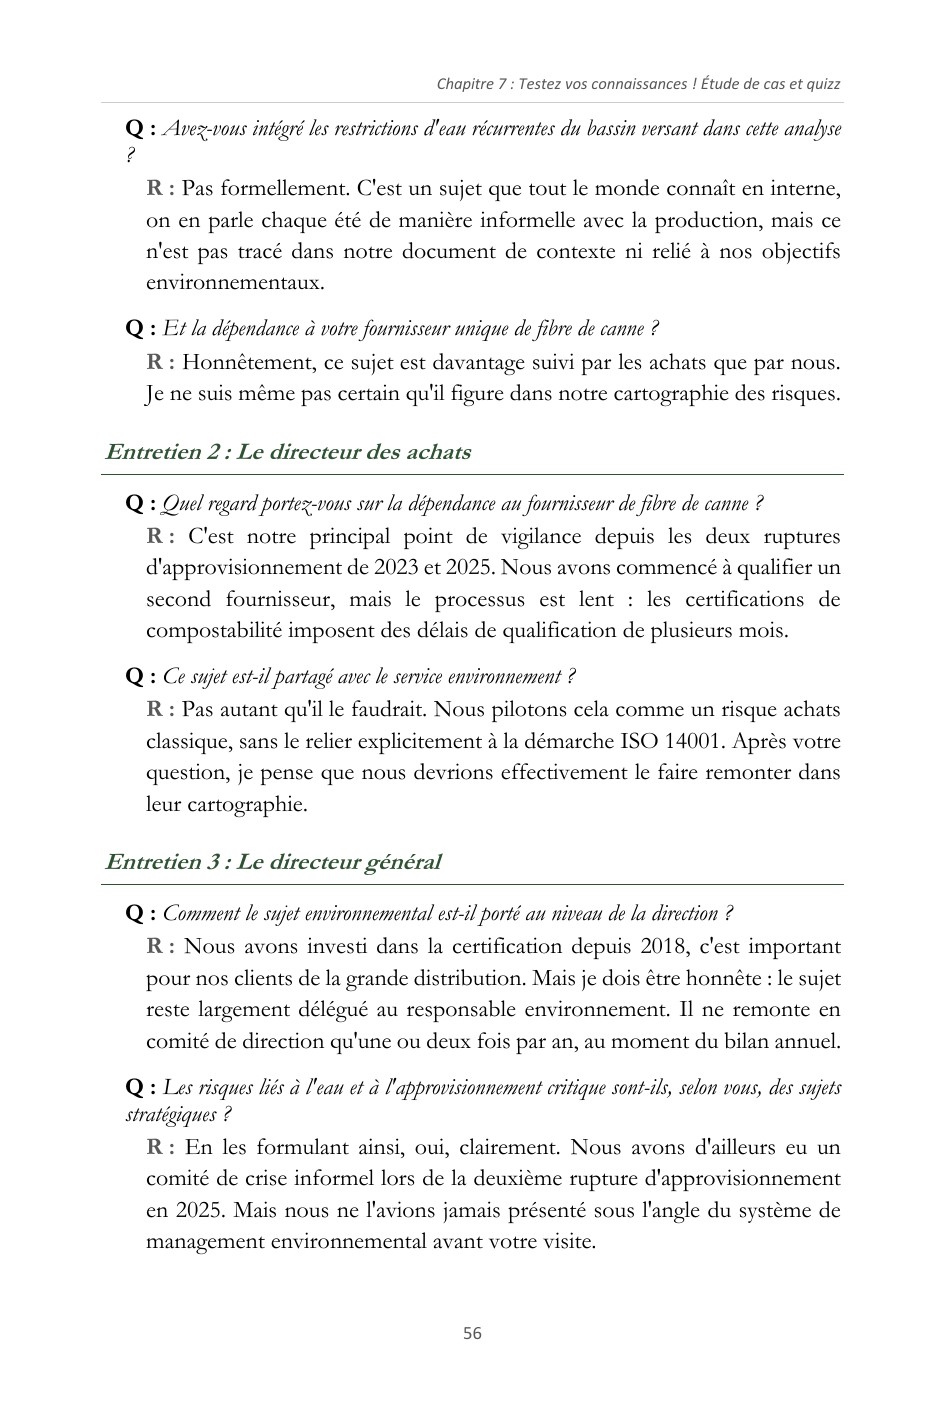 Chapitre 7 : Testez vos connaissances ! Étude de cas et quizz
Q : Avez-vous intégré les restrictions d'eau récurrentes du bassin versant dans cette analyse
?
R : Pas formellement. C'est un sujet que tout le monde connaît en interne,
on en parle chaque été de manière informelle avec la production, mais ce
n'est pas tracé dans notre document de contexte ni relié à nos objectifs
environnementaux.
Q : Et la dépendance à votre fournisseur unique de fibre de canne ?
R : Honnêtement, ce sujet est davantage suivi par les achats que par nous.
Je ne suis même pas certain qu'il figure dans notre cartographie des risques.
Entretien 2 : Le directeur des achats
Q : Quel regard portez-vous sur la dépendance au fournisseur de fibre de canne ?
R : C'est notre principal point de vigilance depuis les deux ruptures
d'approvisionnement de 2023 et 2025. Nous avons commencé à qualifier un
second fournisseur, mais le processus est lent : les certifications de
compostabilité imposent des délais de qualification de plusieurs mois.
Q : Ce sujet est-il partagé avec le service environnement ?
R : Pas autant qu'il le faudrait. Nous pilotons cela comme un risque achats
classique, sans le relier explicitement à la démarche ISO 14001. Après votre
question, je pense que nous devrions effectivement le faire remonter dans
leur cartographie.
Entretien 3 : Le directeur général
Q : Comment le sujet environnemental est-il porté au niveau de la direction ?
R : Nous avons investi dans la certification depuis 2018, c'est important
pour nos clients de la grande distribution. Mais je dois être honnête : le sujet
reste largement délégué au responsable environnement. Il ne remonte en
comité de direction qu'une ou deux fois par an, au moment du bilan annuel.
Q : Les risques liés à l'eau et à l'approvisionnement critique sont-ils, selon vous, des sujets
stratégiques ?
R : En les formulant ainsi, oui, clairement. Nous avons d'ailleurs eu un
comité de crise informel lors de la deuxième rupture d'approvisionnement
en 2025. Mais nous ne l'avions jamais présenté sous l'angle du système de
management environnemental avant votre visite.
56